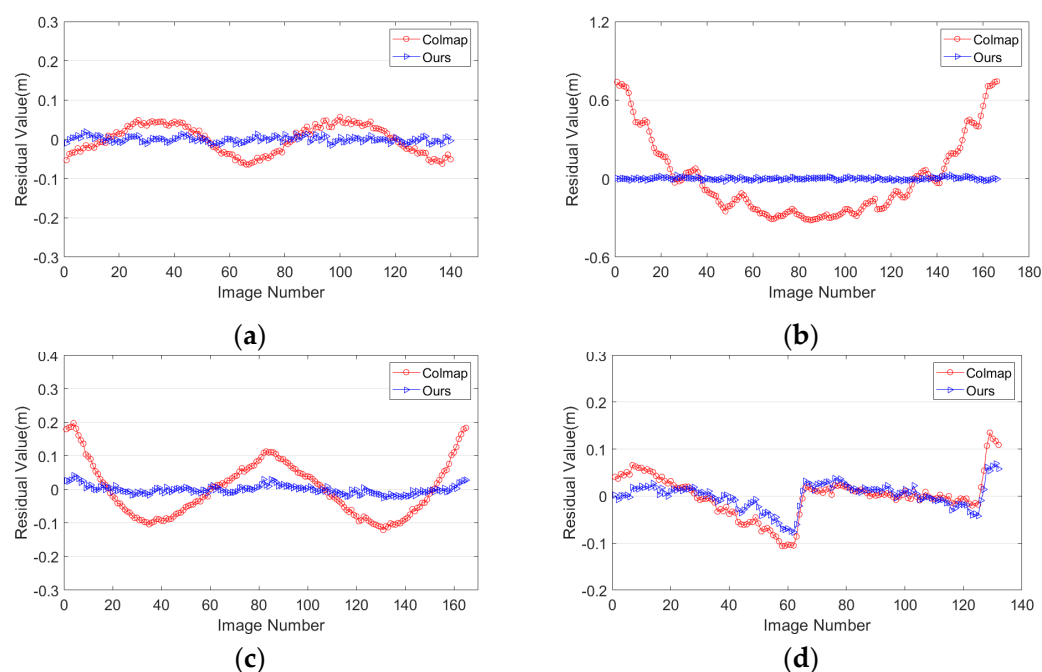 0.3
0.2
0.1
0
-0.1
-0.2
-0.3
Residual Value(m)
0 20 40 60 80 100 120 140
Image Number
Colmap
Ours
(a)
1.2
0.6
0
-0.6
Residual Value(m)
0 20 40 60 80 100 120 140 160 180
Image Number
Colmap
Ours
(b)
0.4
0.3
0.2
0.1
0
-0.1
-0.2
-0.3
Residual Value(m)
0 20 40 60 80 100 120 140 160
Image Number
Colmap
Ours
(c)
0.3
0.2
0.1
0
-0.1
-0.2
Residual Value(m)
0 20 40 60 80 100 120 140
Image Number
Colmap
Ours
(d)